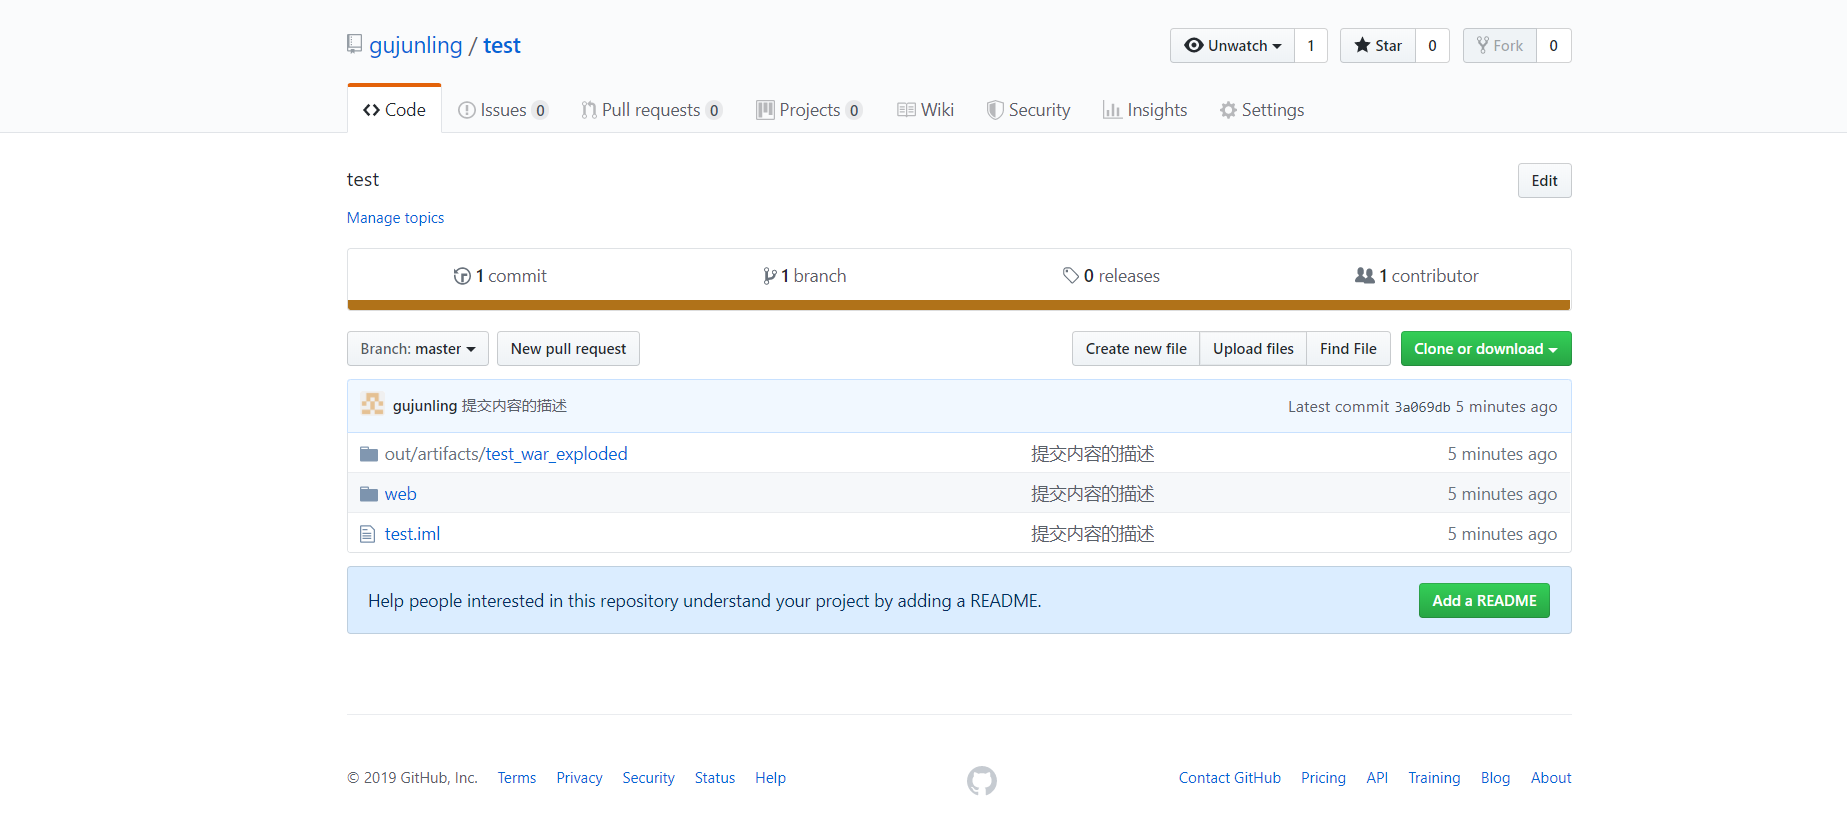 gujunling / test
Unwatch 1 Star 0 Fork 0
Code Issues 0 Pull requests 0 Projects 0 Wiki Security Insights Settings
test
Edit
Manage topics
1 commit 1 branch 0 releases 1 contributor
Branch: master New pull request Create new file Upload files Find File Clone or download
gujunling 提交内容的描述 Latest commit 3a069db 5 minutes ago
out/artifacts/test_war_exploded 提交内容的描述 5 minutes ago
web 提交内容的描述 5 minutes ago
test.iml 提交内容的描述 5 minutes ago
Help people interested in this repository understand your project by adding a README. Add a README
© 2019 GitHub, Inc. Terms Privacy Security Status Help Contact GitHub Pricing API Training Blog About